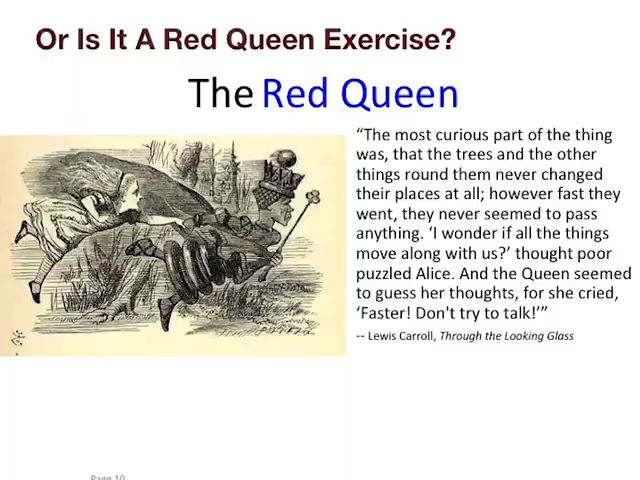 Or Is It A Red Queen Exercise?
The Red Queen
“The most curious part of the thing
was, that the trees and the other
things round them never changed
their places at all; however fast they
went, they never seemed to pass
anything. ‘I wonder if all the things
move along with us?’ thought poor
puzzled Alice. And the Queen seemed
to guess her thoughts, for she cried,
‘Faster! Don't try to talk!’”
-- Lewis Carroll, Through the Looking Glass
Page 10